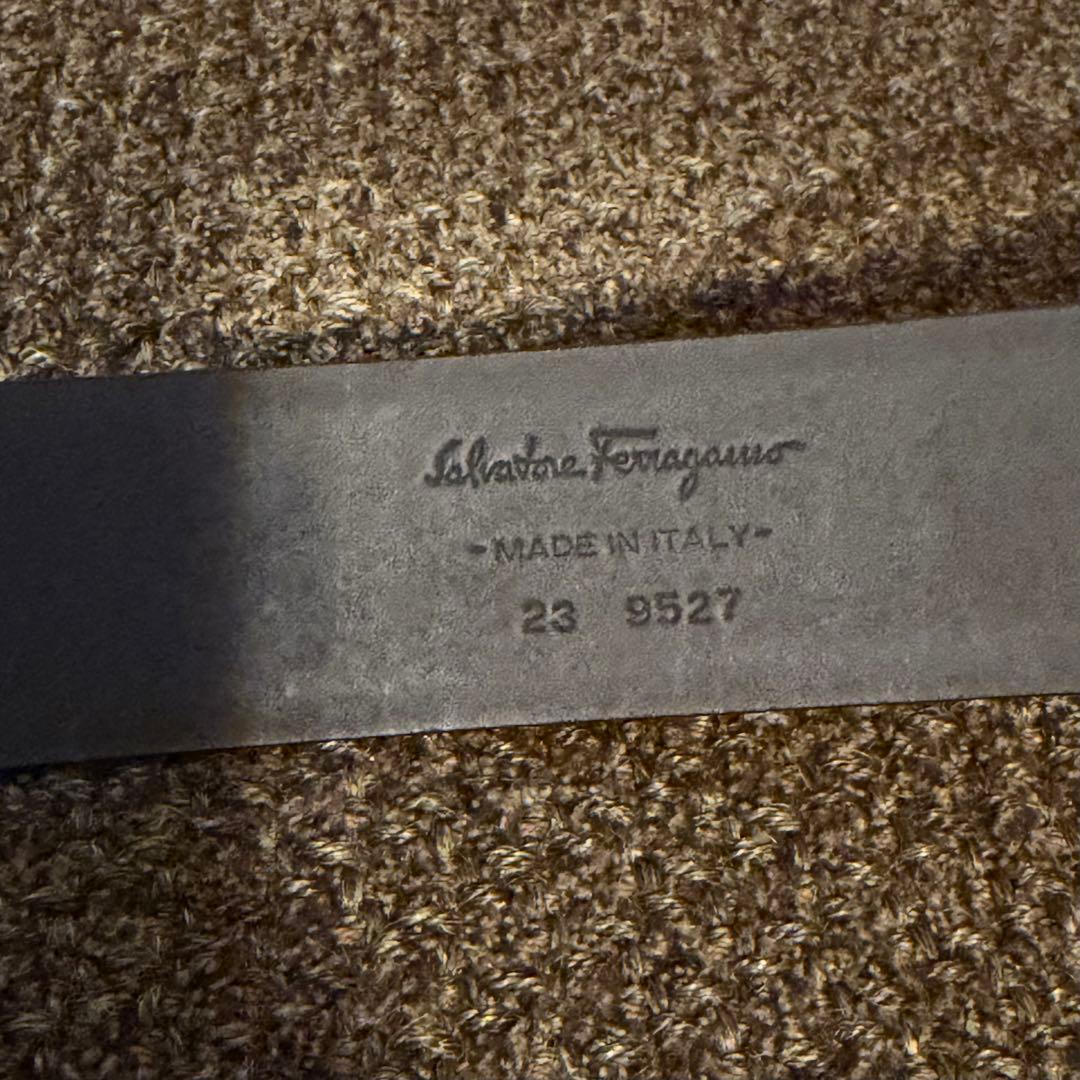 Salvatore Ferragamo
-MADE IN ITALY-
23 9527